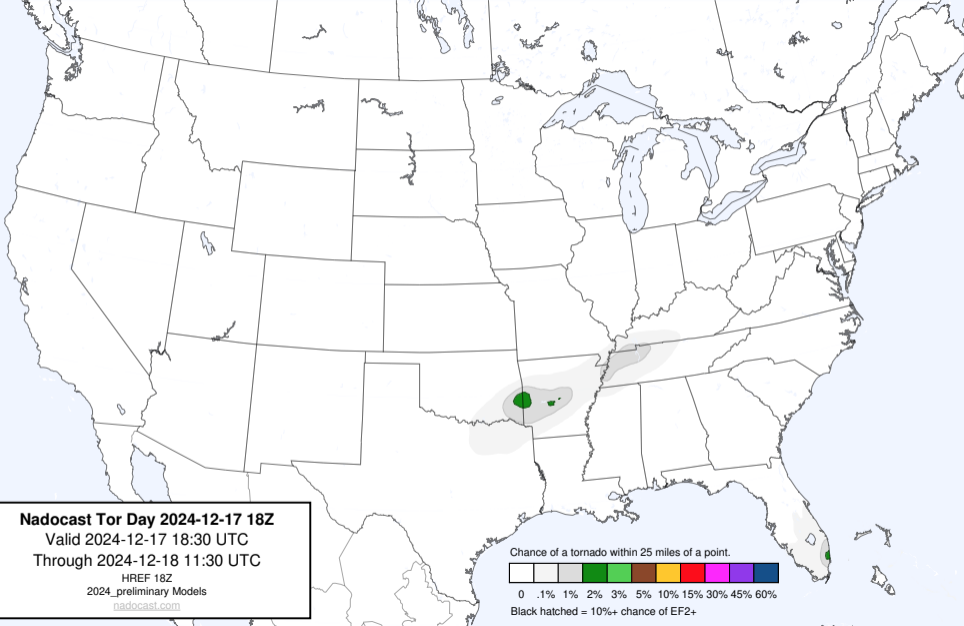 Nadocast Tor Day 2024-12-17 18Z
Valid 2024-12-17 18:30 UTC
Through 2024-12-18 11:30 UTC
HREF 18Z
2024_preliminary Models
nadocast.com
Chance of a tornado within 25 miles of a point.
0 .1% 1% 2% 3% 5% 10% 15% 30% 45% 60%
Black hatched = 10%+ chance of EF2+